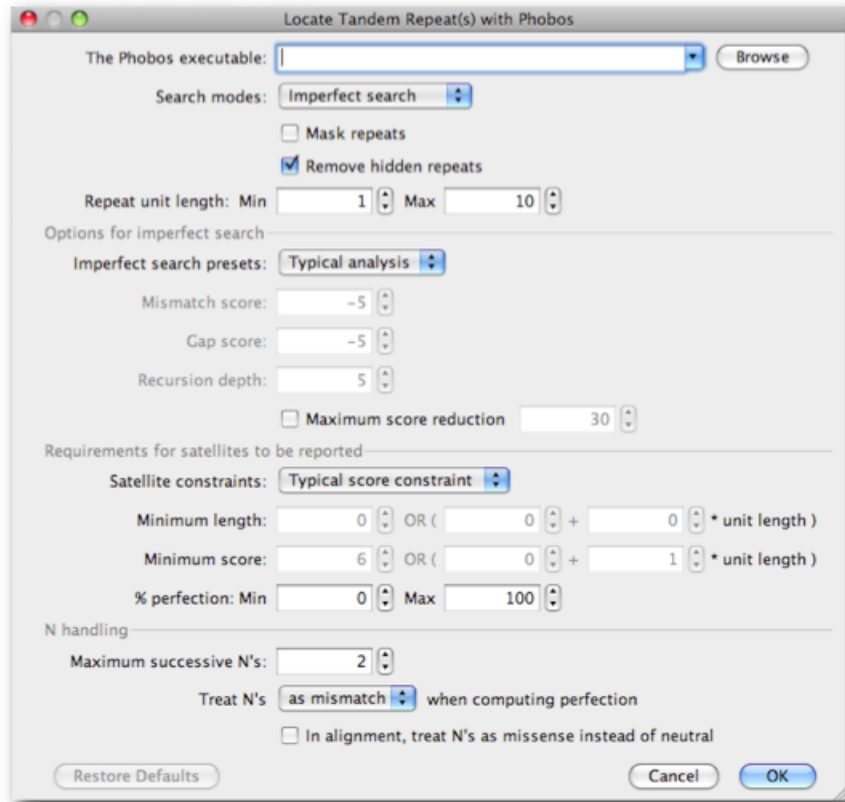 Locate Tandem Repeat(s) with Phobos
The Phobos executable: Browse
Search modes: Imperfect search
Mask repeats
Remove hidden repeats
Repeat unit length: Min 1 Max 10
Options for imperfect search
Imperfect search presets: Typical analysis
Mismatch score: -5
Gap score: -5
Recursion depth: 5
Maximum score reduction 30
Requirements for satellites to be reported
Satellite constraints: Typical score constraint
Minimum length: 0 OR ( 0 + 0 * unit length )
Minimum score: 6 OR ( 0 + 1 * unit length )
% perfection: Min 0 Max 100
N handling
Maximum successive N's: 2
Treat N's as mismatch when computing perfection
In alignment, treat N's as missense instead of neutral
Restore Defaults Cancel OK